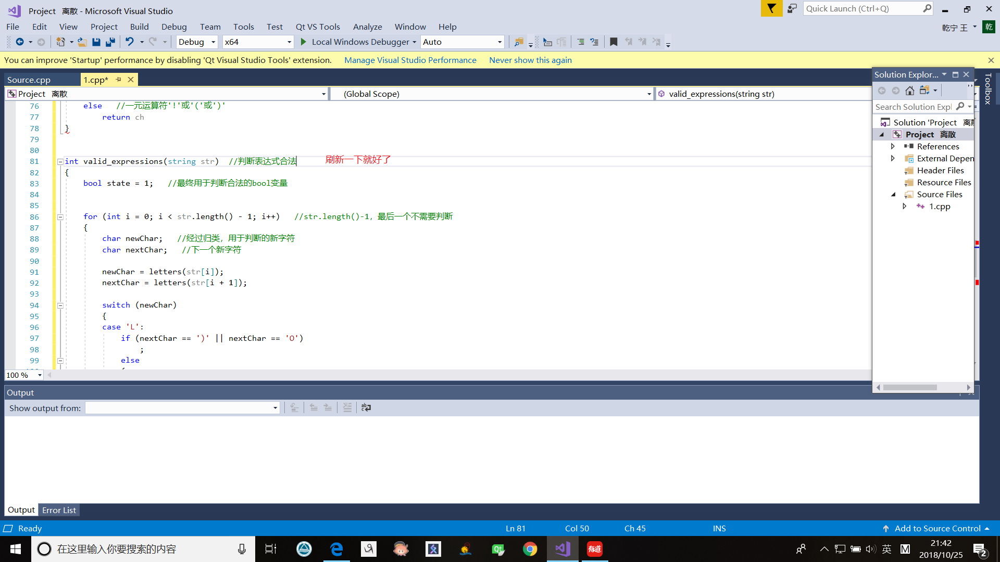 Project 离散 - Microsoft Visual Studio
Quick Launch (Ctrl+Q)
File Edit View Project Build Debug Team Tools Test Qt VS Tools Analyze Window Help
乾宁 王
乾
Debug x64 Local Windows Debugger Auto
You can improve 'Startup' performance by disabling 'Qt Visual Studio Tools' extension. Manage Visual Studio Performance Never show this again
Source.cpp 1.cpp*
Project 离散 (Global Scope) valid_expressions(string str)
76 else //一元运算符'!'或'('或')'
77 return ch
78 }
79
80
81 int valid_expressions(string str) //判断表达式合法 刷新一下就好了
82 {
83 bool state = 1; //最终用于判断合法的bool变量
84
85
86 for (int i = 0; i < str.length() - 1; i++) //str.length()-1，最后一个不需要判断
87 {
88 char newChar; //经过归类，用于判断的新字符
89 char nextChar; //下一个新字符
90
91 newChar = letters(str[i]);
92 nextChar = letters(str[i + 1]);
93
94 switch (newChar)
95 {
96 case 'L':
97 if (nextChar == ')' || nextChar == 'O')
98 ;
99 else
100 %
Solution Explor...
Search Solution Expl
Solution 'Project 离散
Project 离散
References
External Depen
Header Files
Resource Files
Source Files
1.cpp
Toolbox
Output
Show output from:
Output Error List
Ready Ln 81 Col 50 Ch 45 INS Add to Source Control
在这里输入你要搜索的内容
Qt
有道
英 M
21:42
2018/10/25
2